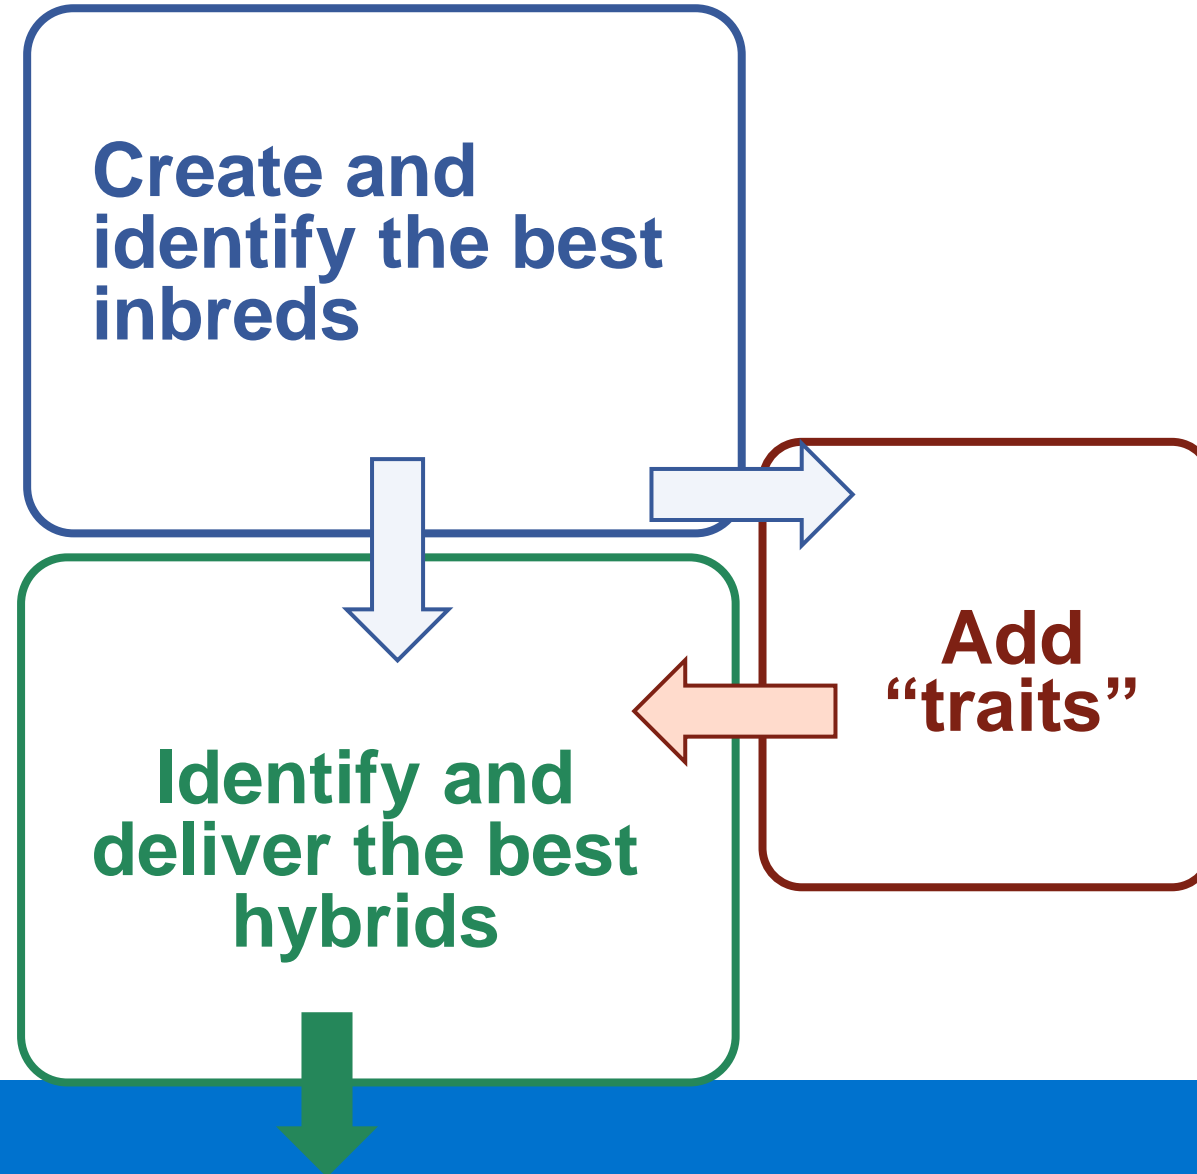 Create and
identify the best
inbreds
Add
“traits”
Identify and
deliver the best
hybrids